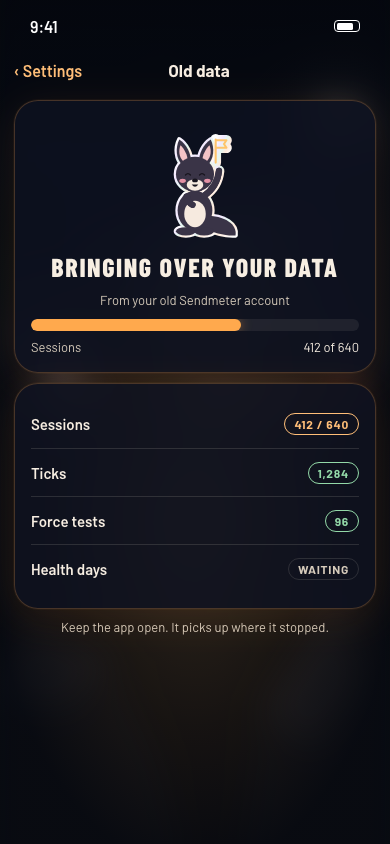 9:41
‹ Settings
Old data
BRINGING OVER YOUR DATA
From your old Sendmeter account
Sessions
412 of 640
Sessions
412 / 640
Ticks
1,284
Force tests
96
Health days
WAITING
Keep the app open. It picks up where it stopped.